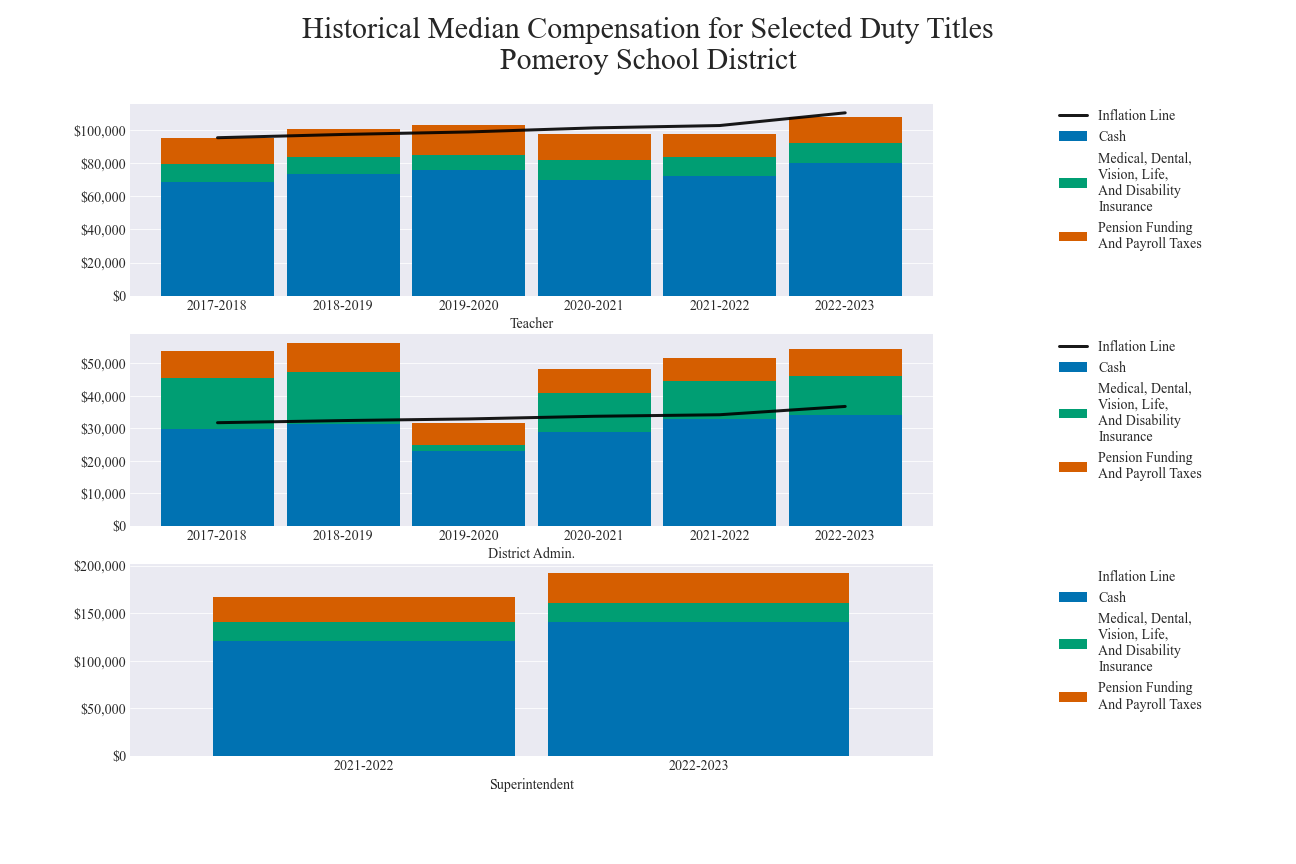 Historical Median Compensation for Selected Duty Titles
Pomeroy School District
$100,000
$80,000
$60,000
$40,000
$20,000
$0
2017-2018
2018-2019
2019-2020
2020-2021
2021-2022
2022-2023
Teacher
Inflation Line
Cash
Medical, Dental,
Vision, Life,
And Disability
Insurance
Pension Funding
And Payroll Taxes
$50,000
$40,000
$30,000
$20,000
$10,000
$0
2017-2018
2018-2019
2019-2020
2020-2021
2021-2022
2022-2023
District Admin.
Inflation Line
Cash
Medical, Dental,
Vision, Life,
And Disability
Insurance
Pension Funding
And Payroll Taxes
$200,000
$150,000
$100,000
$50,000
$0
2021-2022
2022-2023
Superintendent
Inflation Line
Cash
Medical, Dental,
Vision, Life,
And Disability
Insurance
Pension Funding
And Payroll Taxes